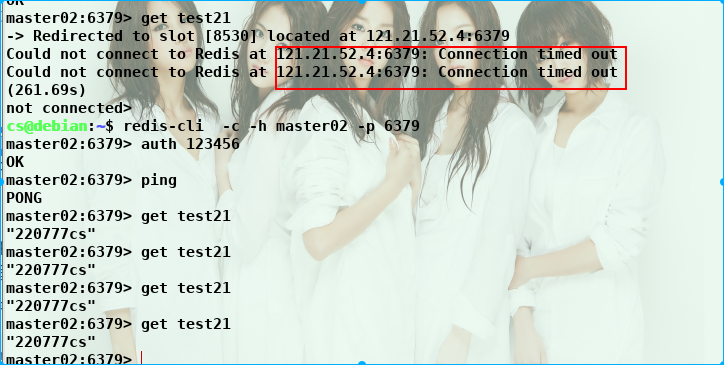 OK
master02:6379> get test21
-> Redirected to slot [8530] located at 121.21.52.4:6379
Could not connect to Redis at 121.21.52.4:6379: Connection timed out
Could not connect to Redis at 121.21.52.4:6379: Connection timed out
(261.69s)
not connected>
cs@debian:~$ redis-cli  -c -h master02 -p 6379
master02:6379> auth 123456
OK
master02:6379> ping
PONG
master02:6379> get test21
"220777cs"
master02:6379> get test21
"220777cs"
master02:6379> get test21
"220777cs"
master02:6379> get test21
"220777cs"
master02:6379>